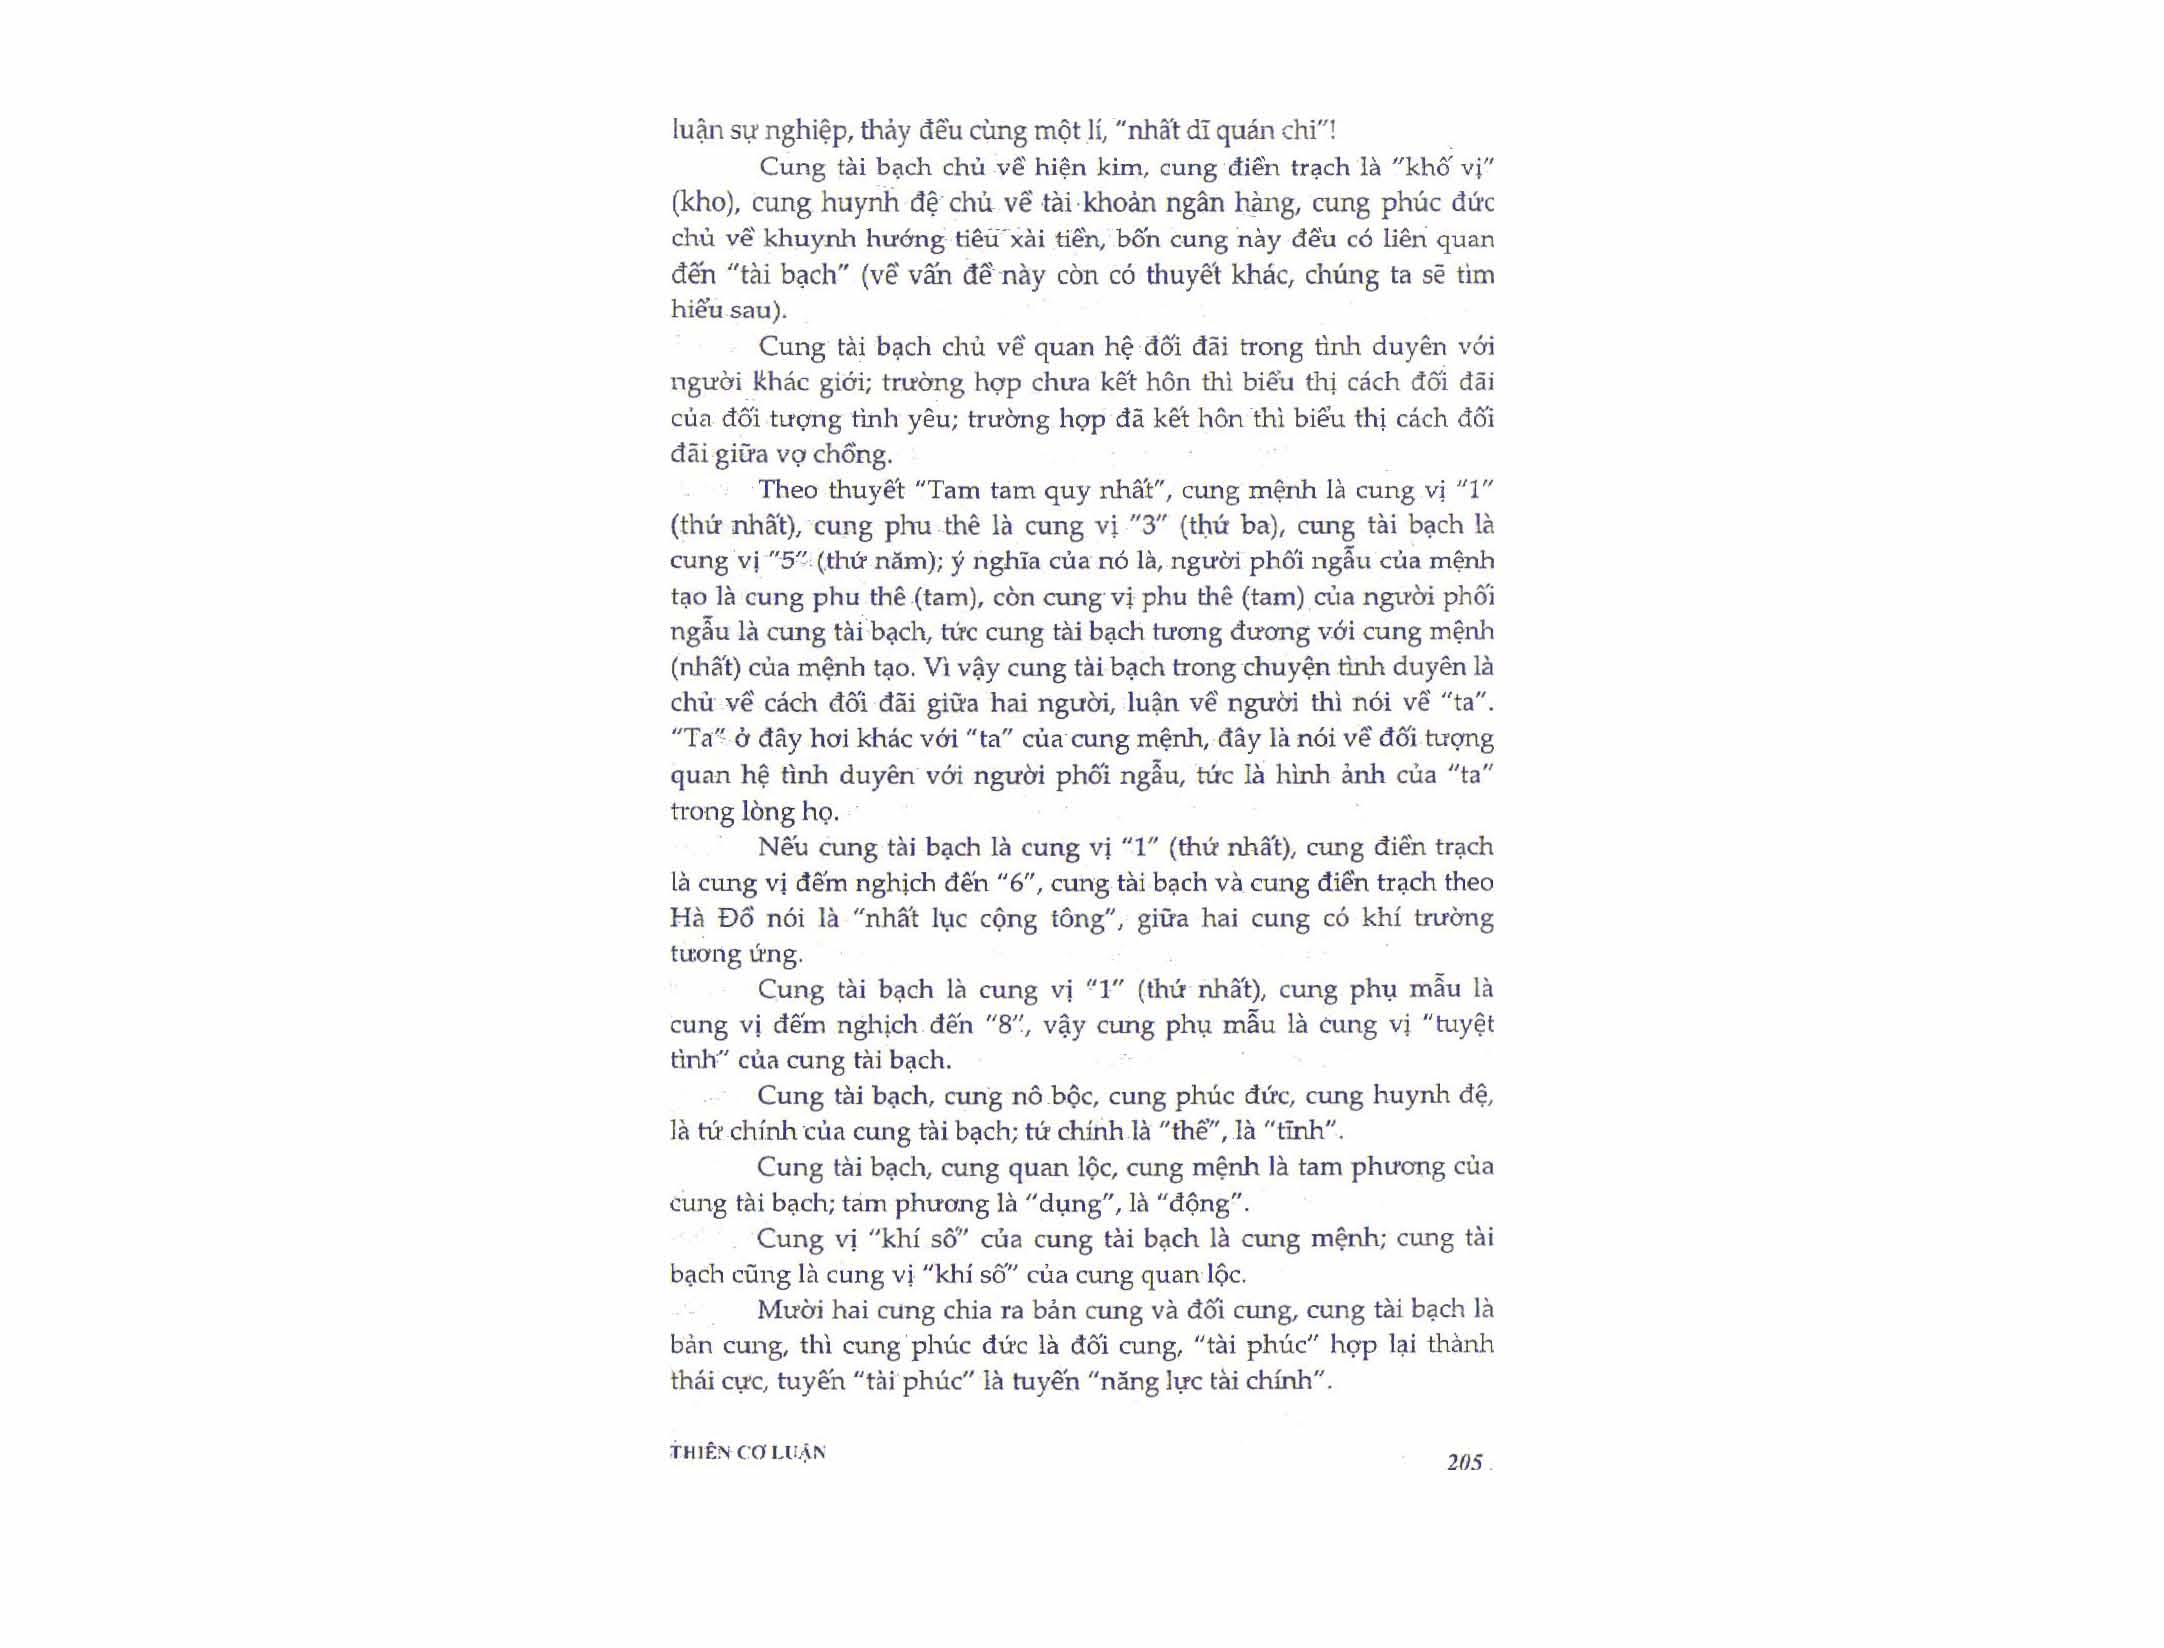 luận sự nghiệp, thảy đều cùng một lí, "nhất dĩ quán chi"!
Cung tài bạch chủ về hiện kim, cung điền trạch là "khố vị"
(kho), cung huynh đệ chủ về tài khoản ngân hàng, cung phúc đức
chủ về khuynh hướng tiêu xài tiền, bốn cung này đều có liên quan
đến "tài bạch" (về vấn đề này còn có thuyết khác, chúng ta sẽ tìm
hiểu sau).
Cung tài bạch chủ về quan hệ đối đãi trong tình duyên với
người khác giới; trường hợp chưa kết hôn thì biểu thị cách đối đãi
của đối tượng tình yêu; trường hợp đã kết hôn thì biểu thị cách đối
đãi giữa vợ chồng.
Theo thuyết "Tam tam quy nhất", cung mệnh là cung vị "1"
(thứ nhất), cung phu thê là cung vị "3" (thứ ba), cung tài bạch là
cung vị "5" (thứ năm); ý nghĩa của nó là, người phối ngẫu của mệnh
tạo là cung phu thê (tam), còn cung vị phu thê (tam) của người phối
ngẫu là cung tài bạch, tức cung tài bạch tương đương với cung mệnh
(nhất) của mệnh tạo. Vì vậy cung tài bạch trong chuyện tình duyên là
chủ về cách đối đãi giữa hai người, luận về người thì nói về "ta".
"Ta" ở đây hơi khác với "ta" của cung mệnh, đây là nói về đối tượng
quan hệ tình duyên với người phối ngẫu, tức là hình ảnh của "ta"
trong lòng họ.
Nếu cung tài bạch là cung vị "1" (thứ nhất), cung điền trạch
là cung vị đếm nghịch đến "6", cung tài bạch và cung điền trạch theo
Hà Đồ nói là "nhất lục cộng tông", giữa hai cung có khí trường
tương ứng.
Cung tài bạch là cung vị "1" (thứ nhất), cung phụ mẫu là
cung vị đếm nghịch đến "8", vậy cung phụ mẫu là cung vị "tuyệt
tình" của cung tài bạch.
Cung tài bạch, cung nô bộc, cung phúc đức, cung huynh đệ,
là tứ chính của cung tài bạch; tứ chính là "thể", là "tĩnh".
Cung tài bạch, cung quan lộc, cung mệnh là tam phương của
cung tài bạch; tam phương là "dụng", là "động".
Cung vị "khí số" của cung tài bạch là cung mệnh; cung tài
bạch cũng là cung vị "khí số" của cung quan lộc.
Mười hai cung chia ra bản cung và đối cung, cung tài bạch là
bản cung, thì cung phúc đức là đối cung, "tài phúc" hợp lại thành
thái cực, tuyến "tài phúc" là tuyến "năng lực tài chính".
THIÊN CƠ LUẬN
205